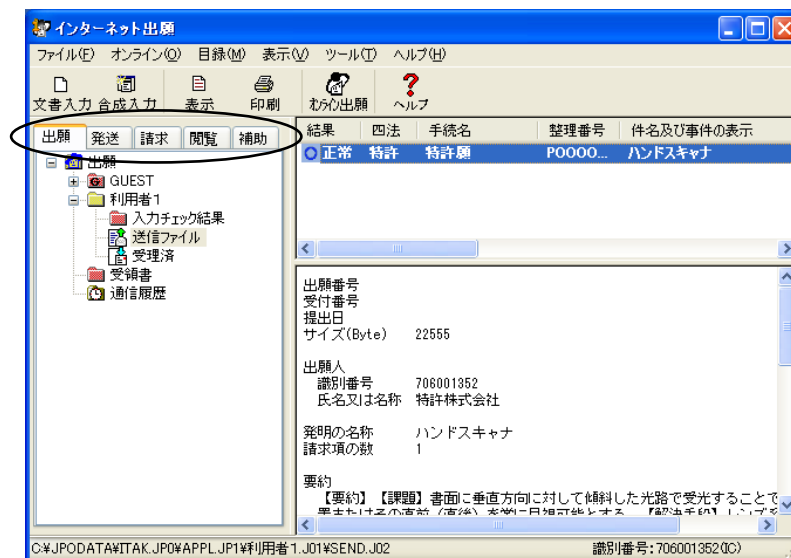 インターネット出願
ファイル(F) オンライン(O) 目録(M) 表示(V) ツール(T) ヘルプ(H)
文書入力 合成入力 表示 印刷 オンライン出願 ヘルプ
出願 発送 請求 閲覧 補助
出願
GUEST
利用者1
入力チェック結果
送信ファイル
受理済
受領書
通信履歴
結果 四法 手続名 整理番号 件名及び事件の表示
正常 特許 特許願 P0000... ハンドスキャナ
出願番号
受付番号
提出日
サイズ(Byte) 22555
出願人
識別番号 706001352
氏名又は名称 特許株式会社
発明の名称 ハンドスキャナ
請求項の数 1
要約
【要約】【課題】書面に垂直方向に対して傾斜した光路で受光することで
C:¥JPODATA¥ITAK.JP0¥APPL.JP1¥利用者1.J01¥SEND.J02 識別番号:706001352(IC)